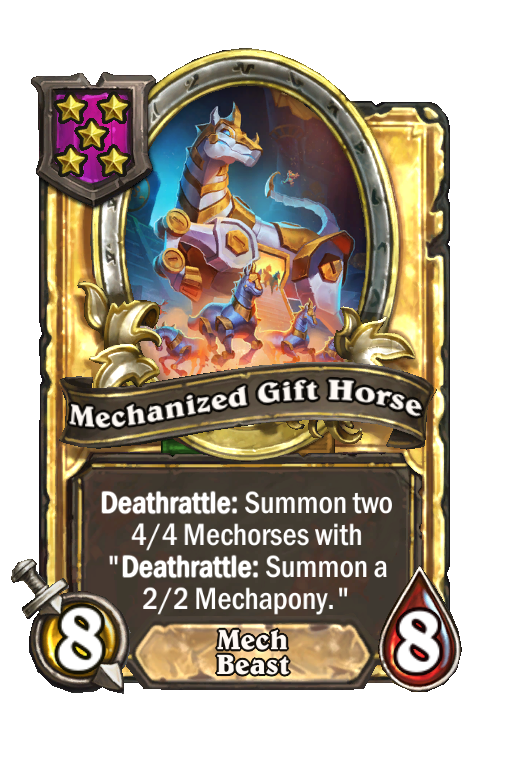 Mechanized Gift Horse
Deathrattle: Summon two
4/4 Mechorses with
"Deathrattle: Summon a
2/2 Mechapony."
8
Mech
Beast
8